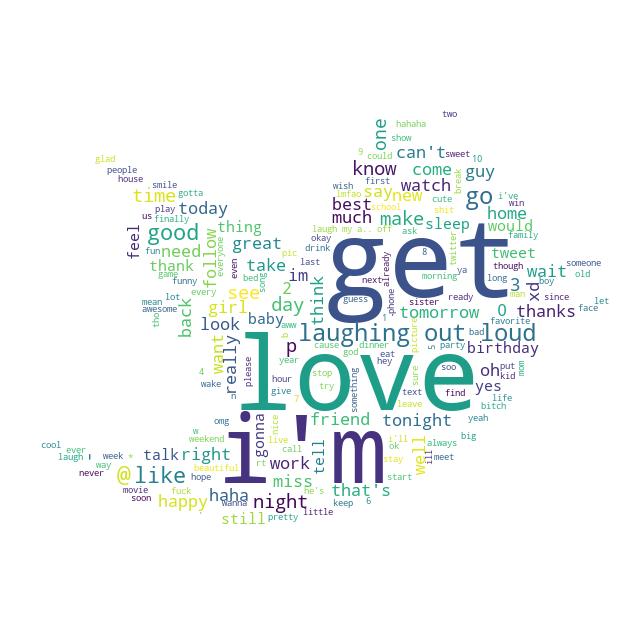 two
hahaha
one
show
9
could
can't
sweet
10
glad
people
house
know
come
guy
break
smile
time
gotta
wish
first
say
new
watch
cute
go
i've
win
lmfao
school
shit
play
us
today
drink
best
much
make
sleep
home
would
family
finally
feel
tho
good
thing
laugh my a.. off
ask
get
tweet
twitter
fun
need
follow
everyone
great
pic
okay
8
though
wait
someone
thank
even
take
song
last
im
already
morning
ya
long
boy
old
mean
lot
funny
bed
game
think
next
phone
sister
ready
3
xd
since
awesome
every
see
day
2
guess
man
let
face
back
girl
baby
aww
1
tomorrow
0
thanks
favorite
look
b
laughing out loud
bad
birthday
want
really
p
cause
dinner
picture
5
party
soo
mom
please
year
god
eat
hey
oh
put
kid
4
wake
n
hour
stop
try
something
love
sure
text
find
yes
life
bitch
give
7
leave
omg
gonna
nice
friend
tonight
yeah
w
weekend
i'm
live
call
tell
i'll
ok
well
ill
always
big
cool
ever
laugh
'
week
*
talk
right
rt
work
stay
meet
way
never
@
like
beautiful
hope
miss
he's
that's
start
movie
soon
fuck
happy
haha
wanna
night
keep
6
still
pretty
little